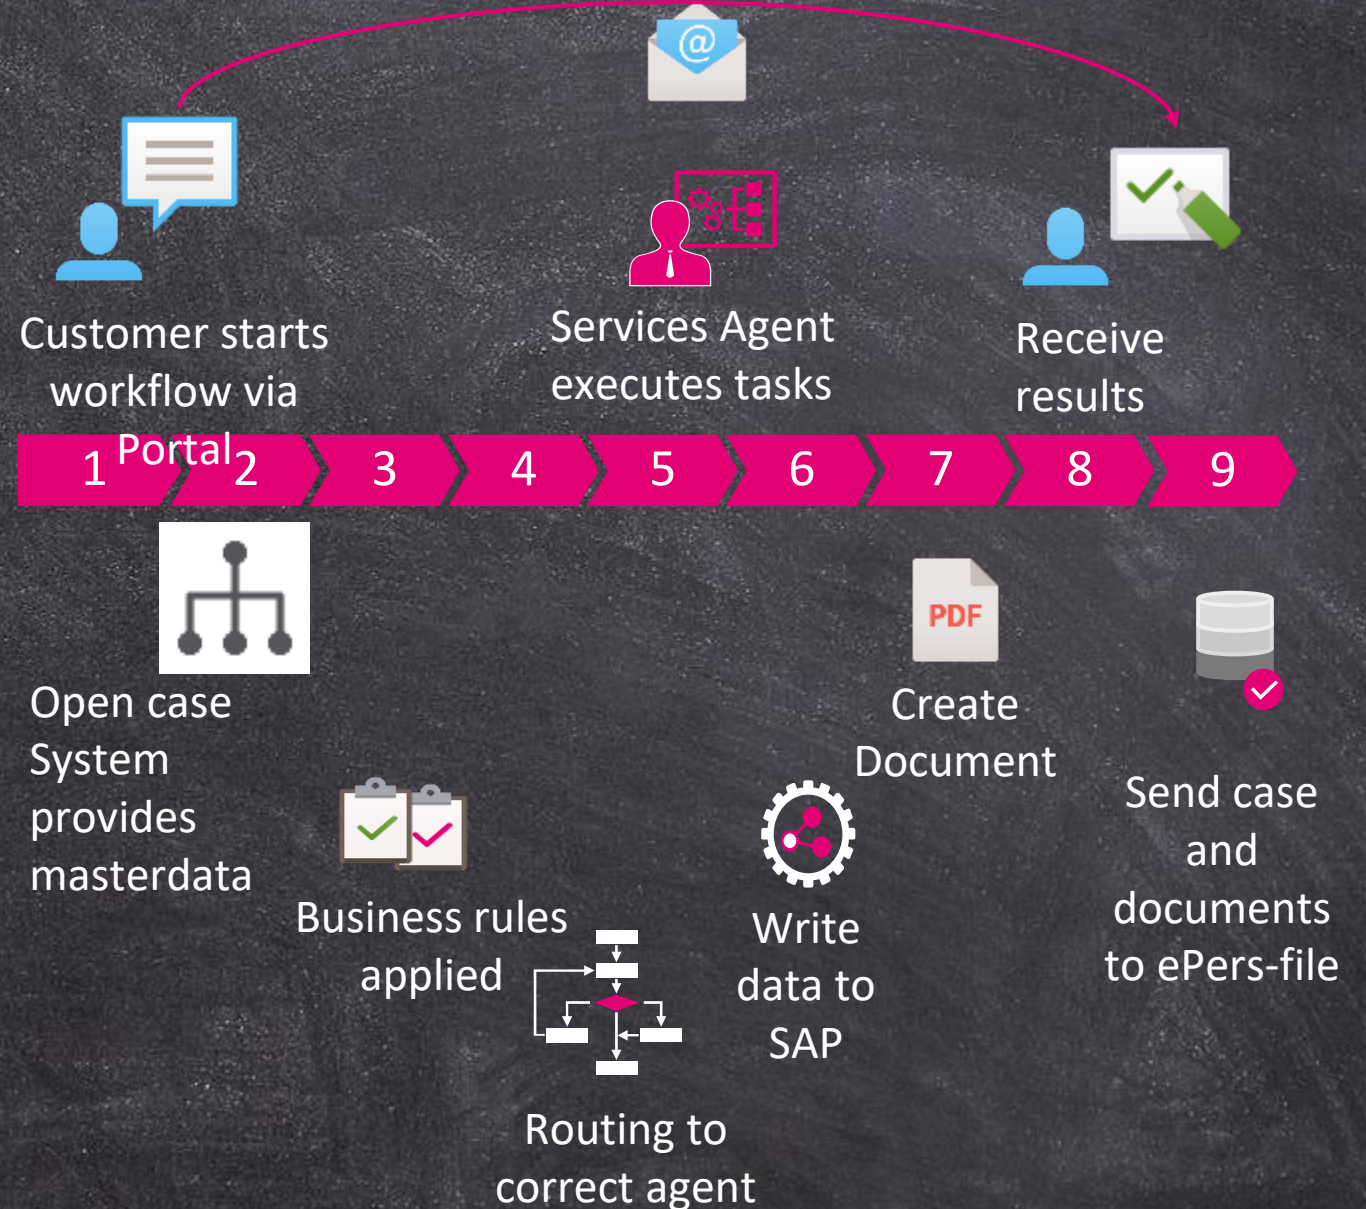 @
Customer starts
workflow via
Portal
Services Agent
executes tasks
Receive
results
1 2 3 4 5 6 7 8 9
Open case
System
provides
masterdata
Business rules
applied
Routing to
correct agent
Write
data to
SAP
PDF
Create
Document
Send case
and
documents
to ePers-file